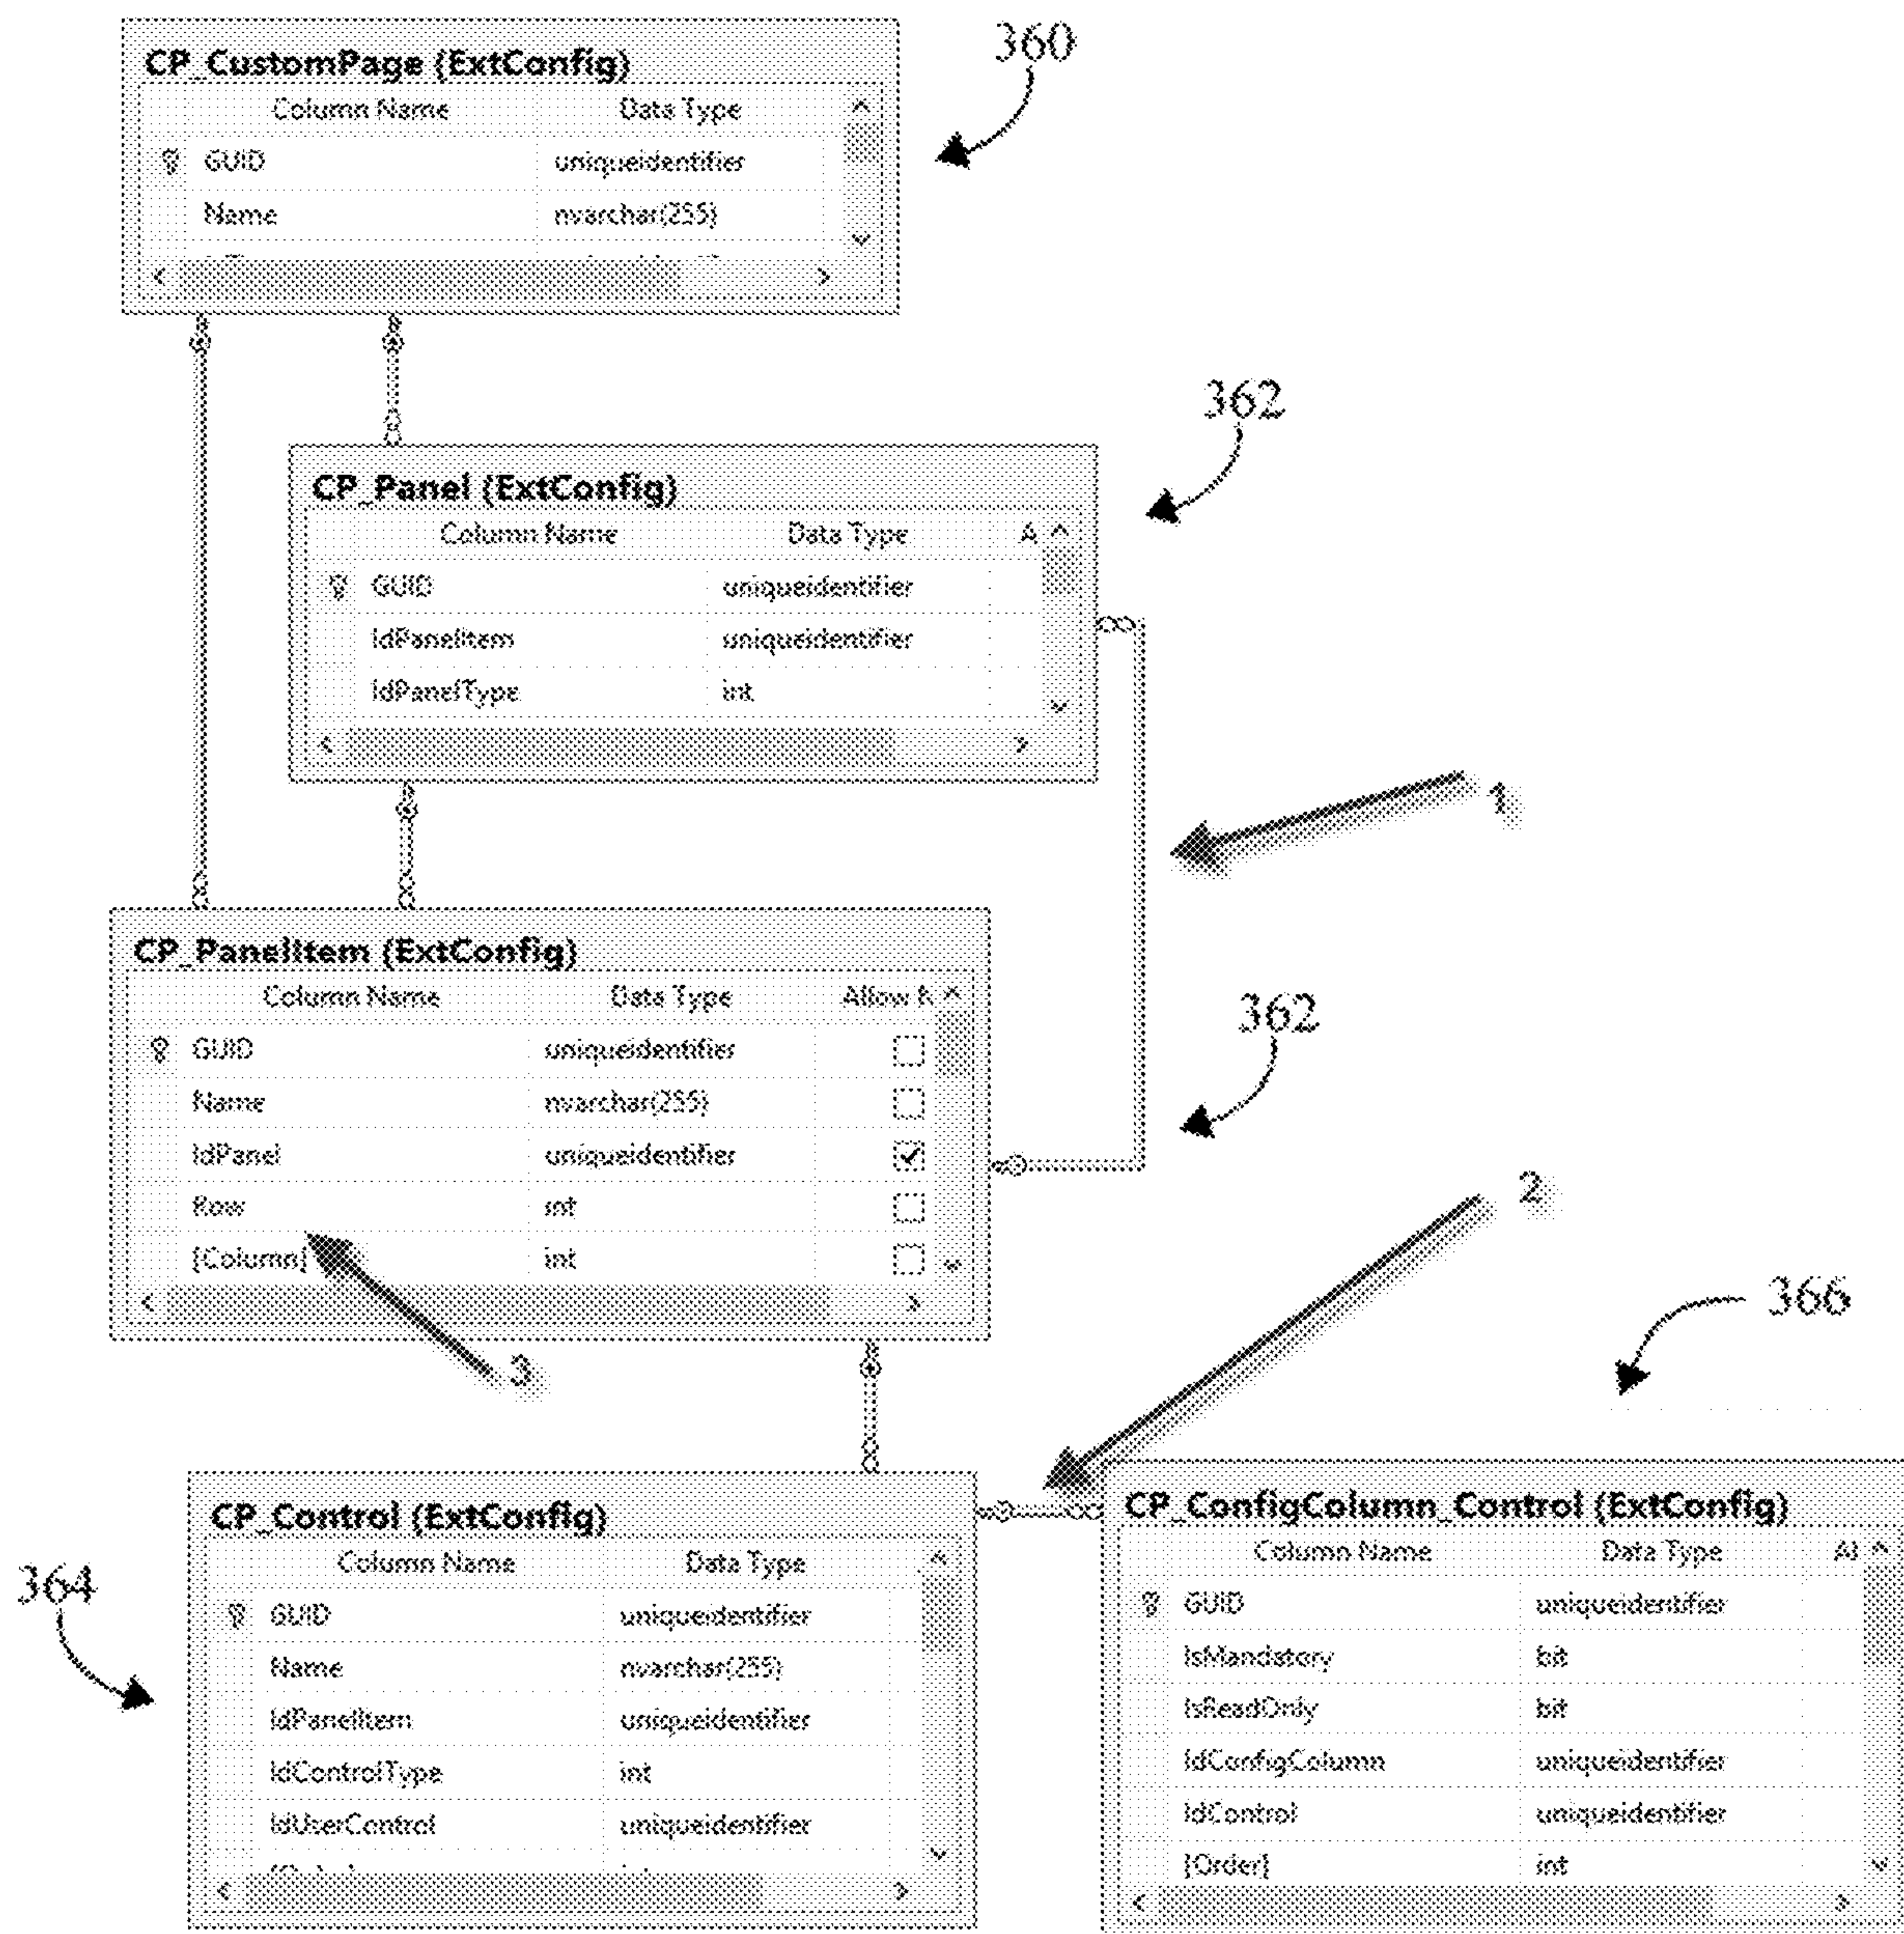 360
CP_CustomPage (ExtConfig)
Column Name Data Type
GUID uniqueidentifier
Name nvarchar(255)
362
CP_Panel (ExtConfig)
Column Name Data Type A
GUID uniqueidentifier
IdPanelItem uniqueidentifier
IdPanelType int
1
CP_PanelItem (ExtConfig)
Column Name Data Type Allow N
GUID uniqueidentifier
Name nvarchar(255)
IdPanel uniqueidentifier
Row int
[Column] int
362
2
3
366
364
CP_Control (ExtConfig)
Column Name Data Type
GUID uniqueidentifier
Name nvarchar(255)
IdPanelItem uniqueidentifier
IdControlType int
IdUserControl uniqueidentifier
CP_ConfigColumn_Control (ExtConfig)
Column Name Data Type Al
GUID uniqueidentifier
IsMandatory bit
IsReadOnly bit
IdConfigColumn uniqueidentifier
IdControl uniqueidentifier
[Order] int